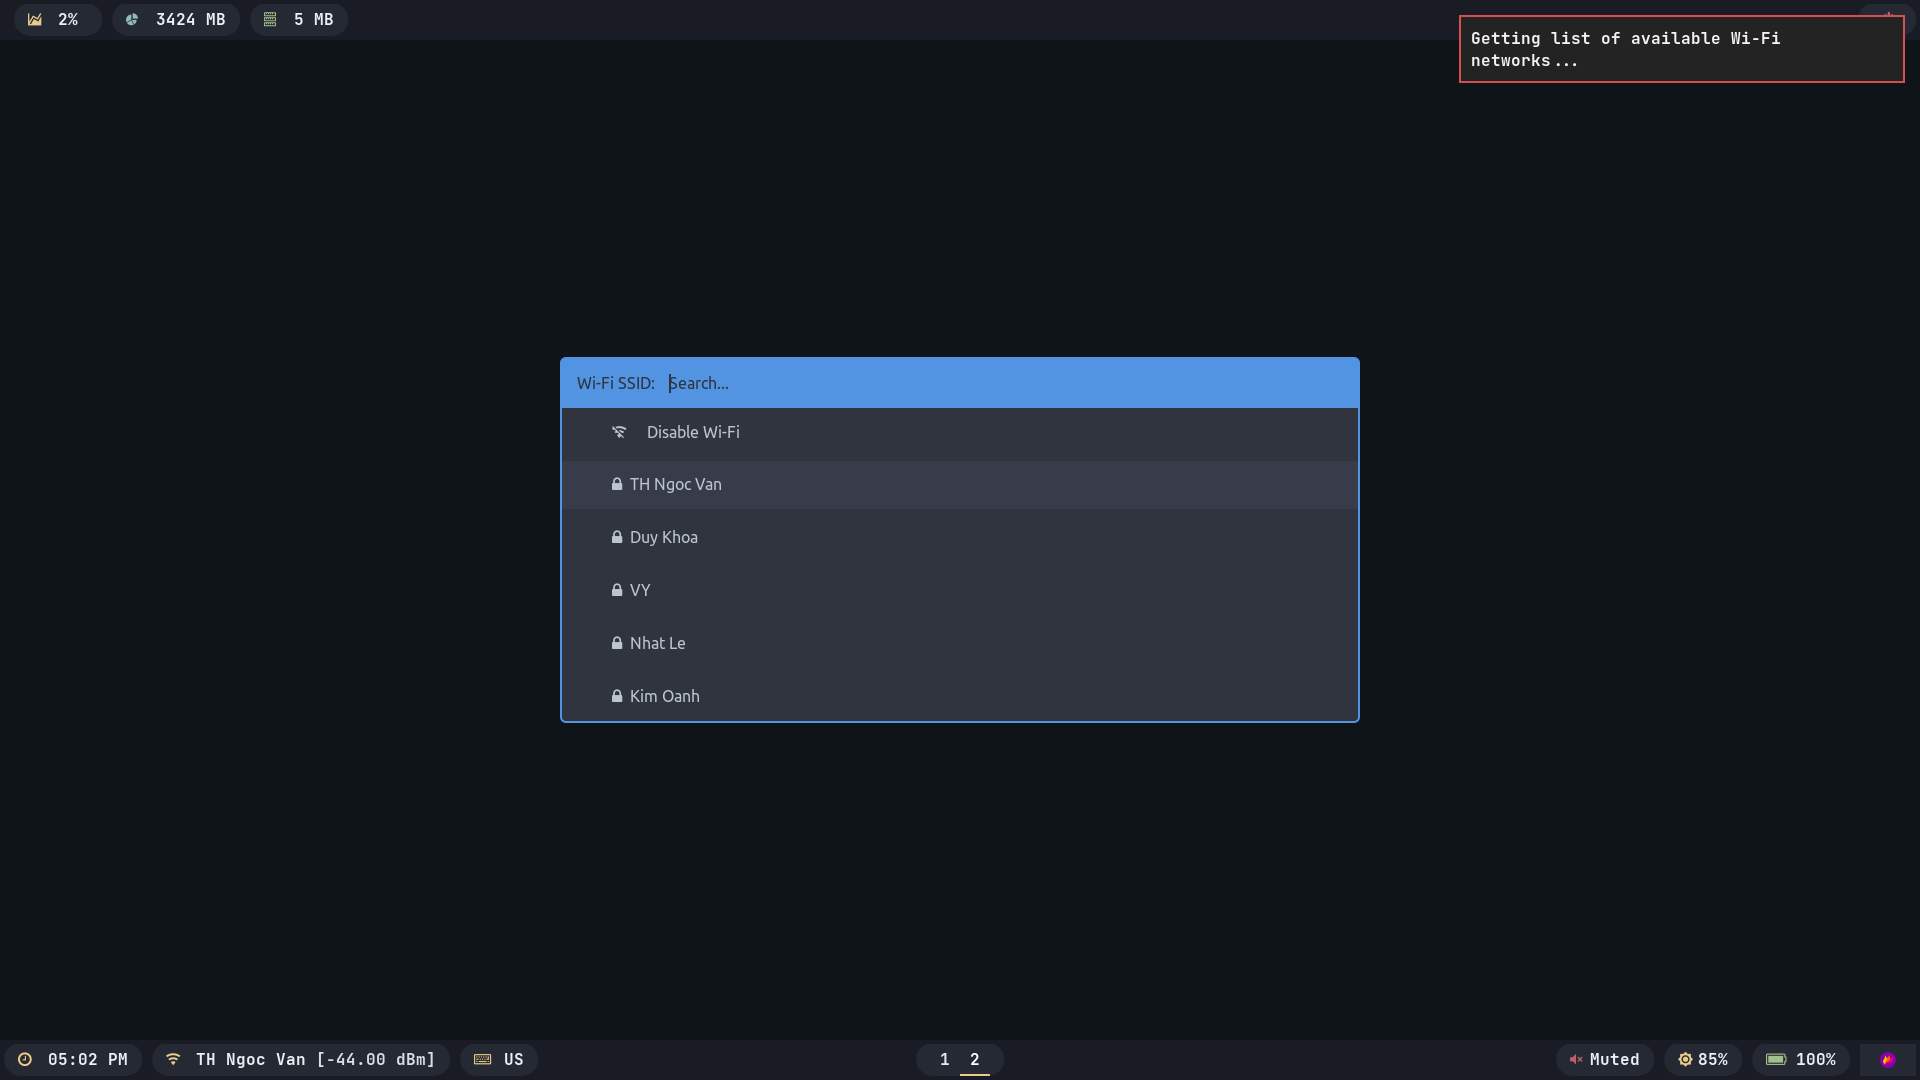 2%
3424 MB
5 MB
Getting list of available Wi-Fi
networks...
Wi-Fi SSID: Search...
Disable Wi-Fi
TH Ngoc Van
Duy Khoa
VY
Nhat Le
Kim Oanh
05:02 PM
TH Ngoc Van [-44.00 dBm]
US
1 2
Muted
85%
100%